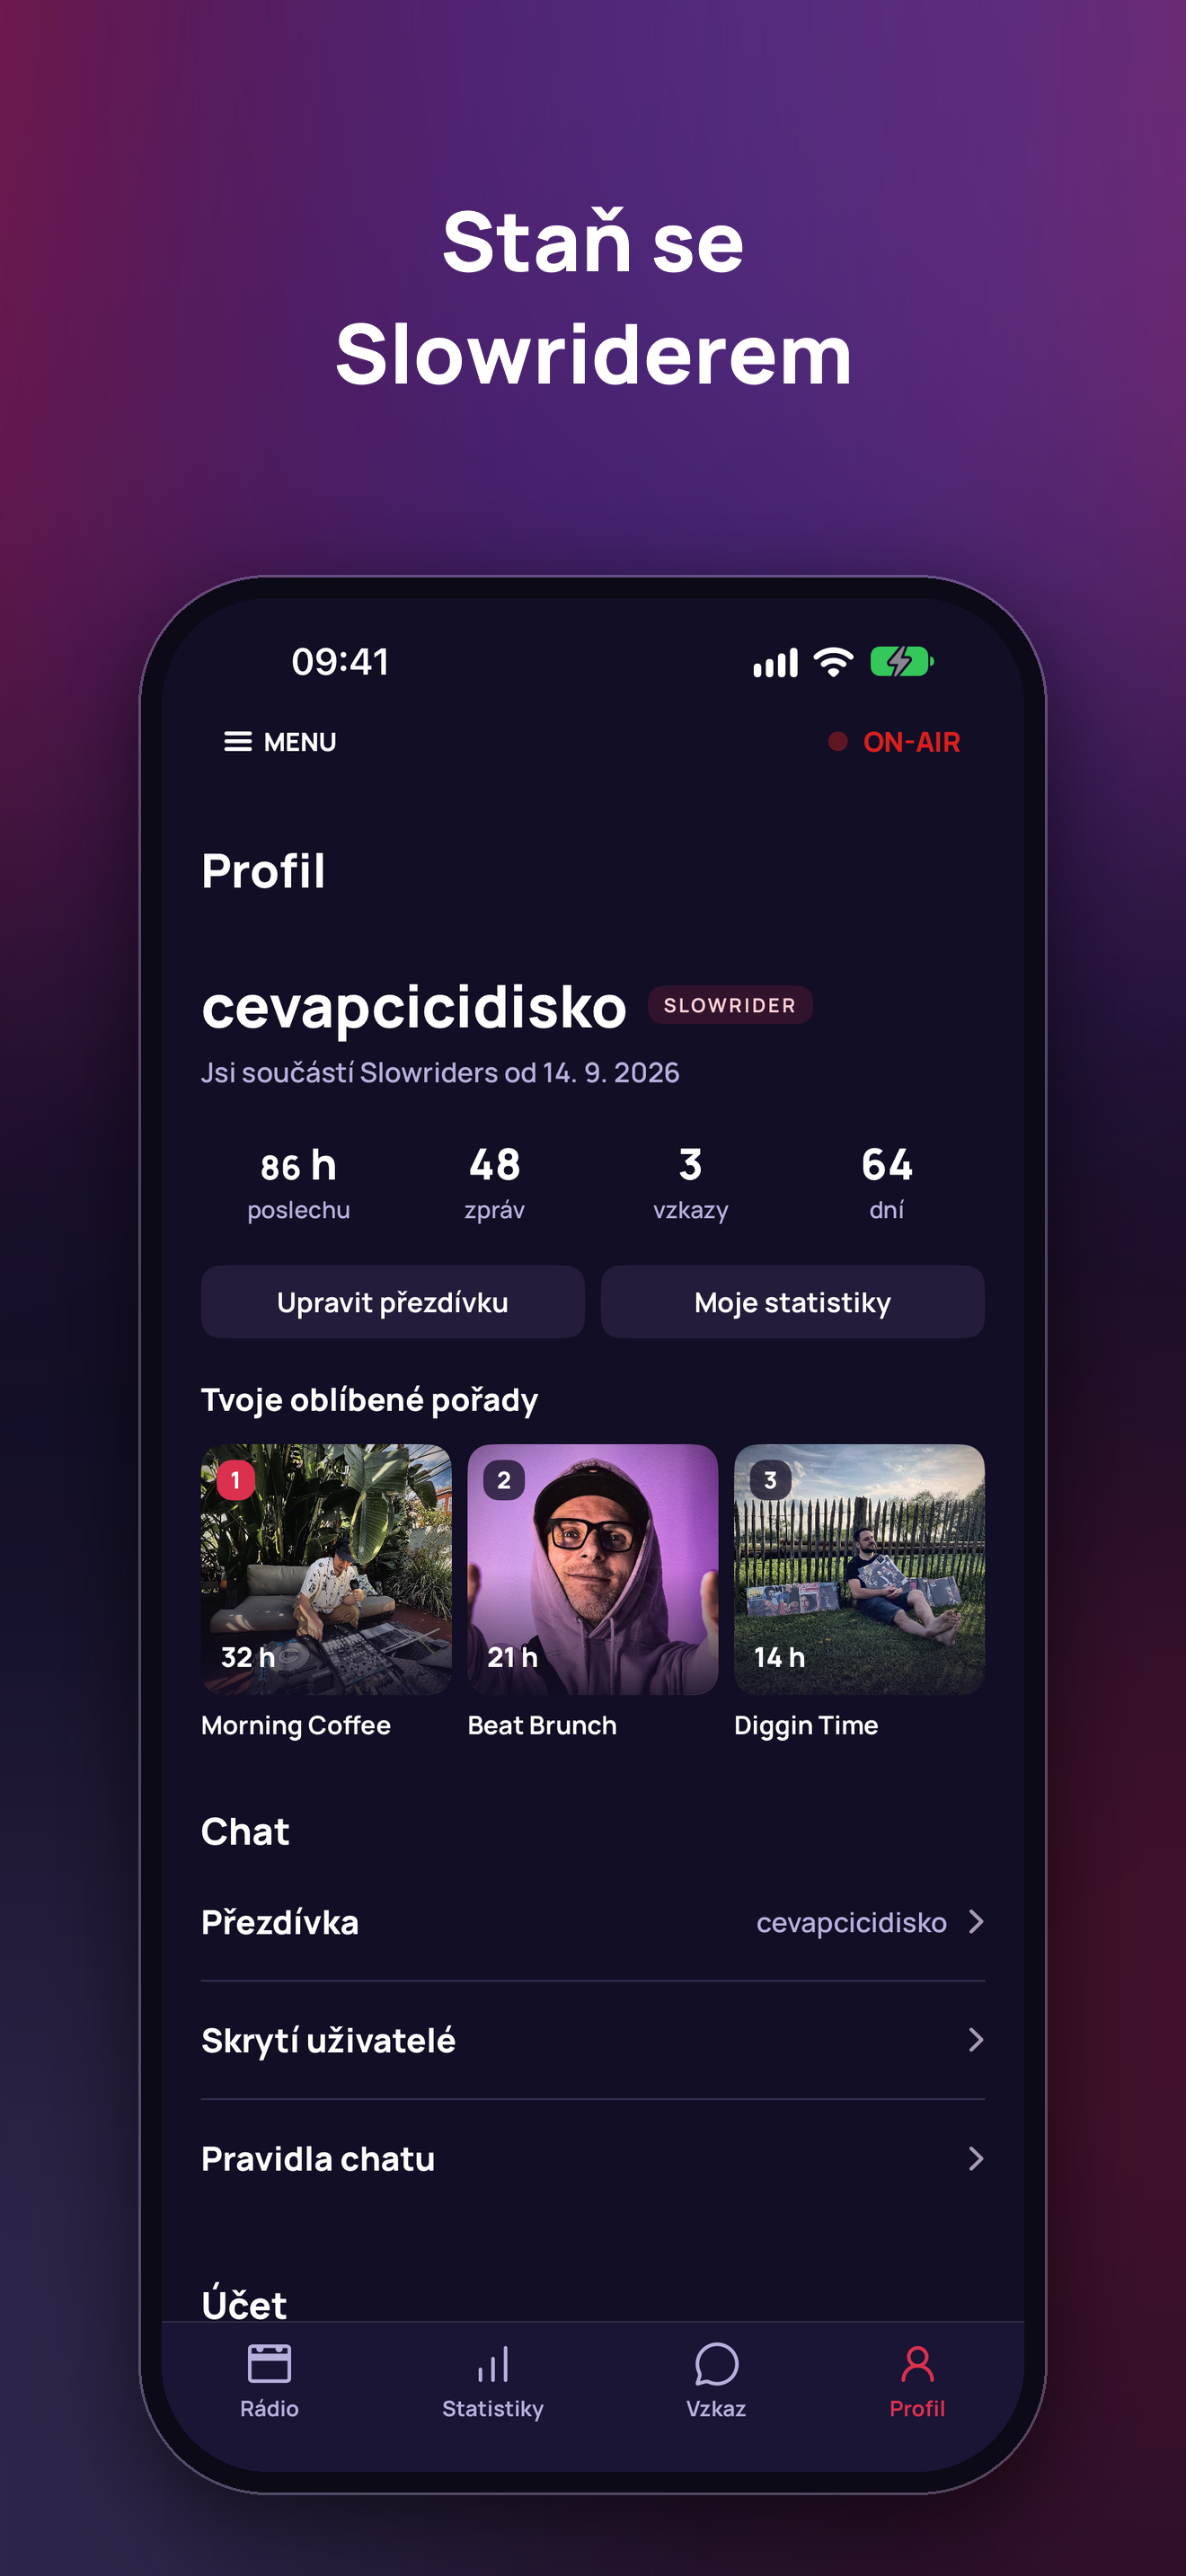 Staň se
Slowriderem
09:41
MENU
ON-AIR
Profil
cevapcicidisko SLOWRIDER
Jsi součástí Slowriders od 14. 9. 2026
86 h 48 3 64
poslechu zpráv vzkazy dní
Upravit přezdívku Moje statistiky
Tvoje oblíbené pořady
1 2 3
32 h 21 h 14 h
Morning Coffee Beat Brunch Diggin Time
Chat
Přezdívka cevapcicidisko
Skrytí uživatelé
Pravidla chatu
Účet
Rádio Statistiky Vzkaz Profil